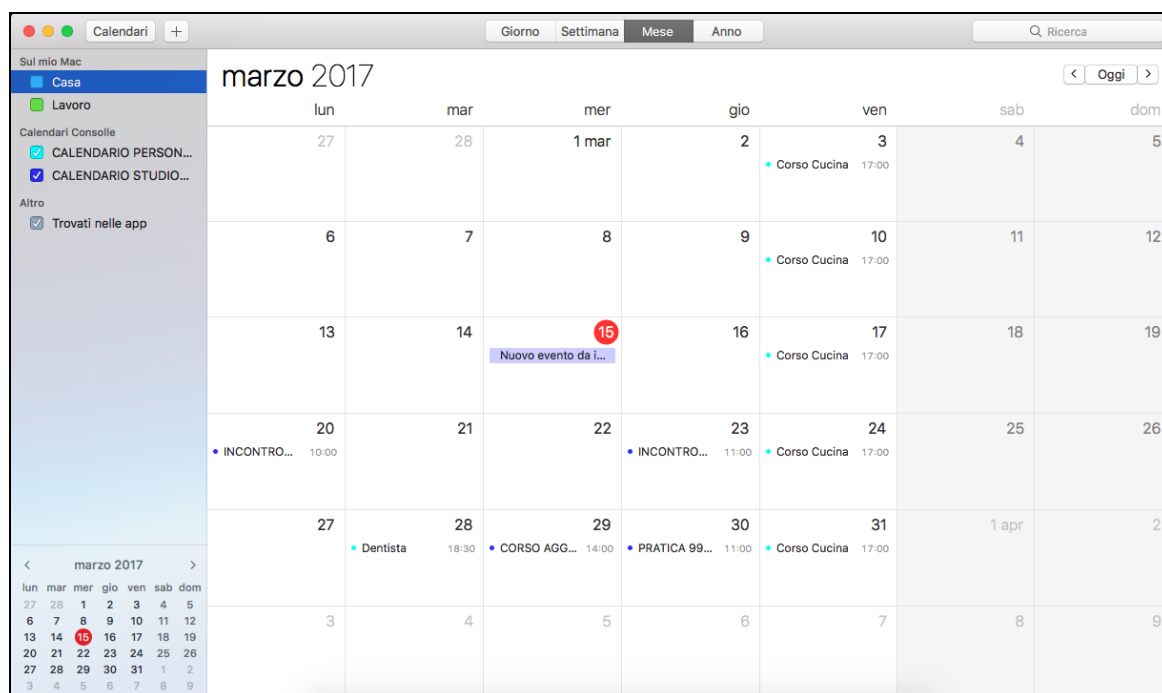 Calendari + Giorno Settimana Mese Anno Ricerca
Sul mio Mac
Casa
Lavoro
Calendari Consolle
CALENDARIO PERSON...
CALENDARIO STUDIO...
Altro
Trovati nelle app
marzo 2017
< Oggi >
lun mar mer gio ven sab dom
27 28 1 mar 2 3 4 5
Corso Cucina 17:00
6 7 8 9 10 11 12
Corso Cucina 17:00
13 14 15 16 17 18 19
Nuovo evento da i... Corso Cucina 17:00
20 21 22 23 24 25 26
INCONTRO... 10:00 INCONTRO... 11:00 Corso Cucina 17:00
27 28 29 30 31 1 apr 2
Dentista 18:30 CORSO AGG... 14:00 PRATICA 99... 11:00 Corso Cucina 17:00
3 4 5 6 7 8 9
< marzo 2017 >
lun mar mer gio ven sab dom
27 28 1 2 3 4 5
6 7 8 9 10 11 12
13 14 15 16 17 18 19
20 21 22 23 24 25 26
27 28 29 30 31 1 2
3 4 5 6 7 8 9